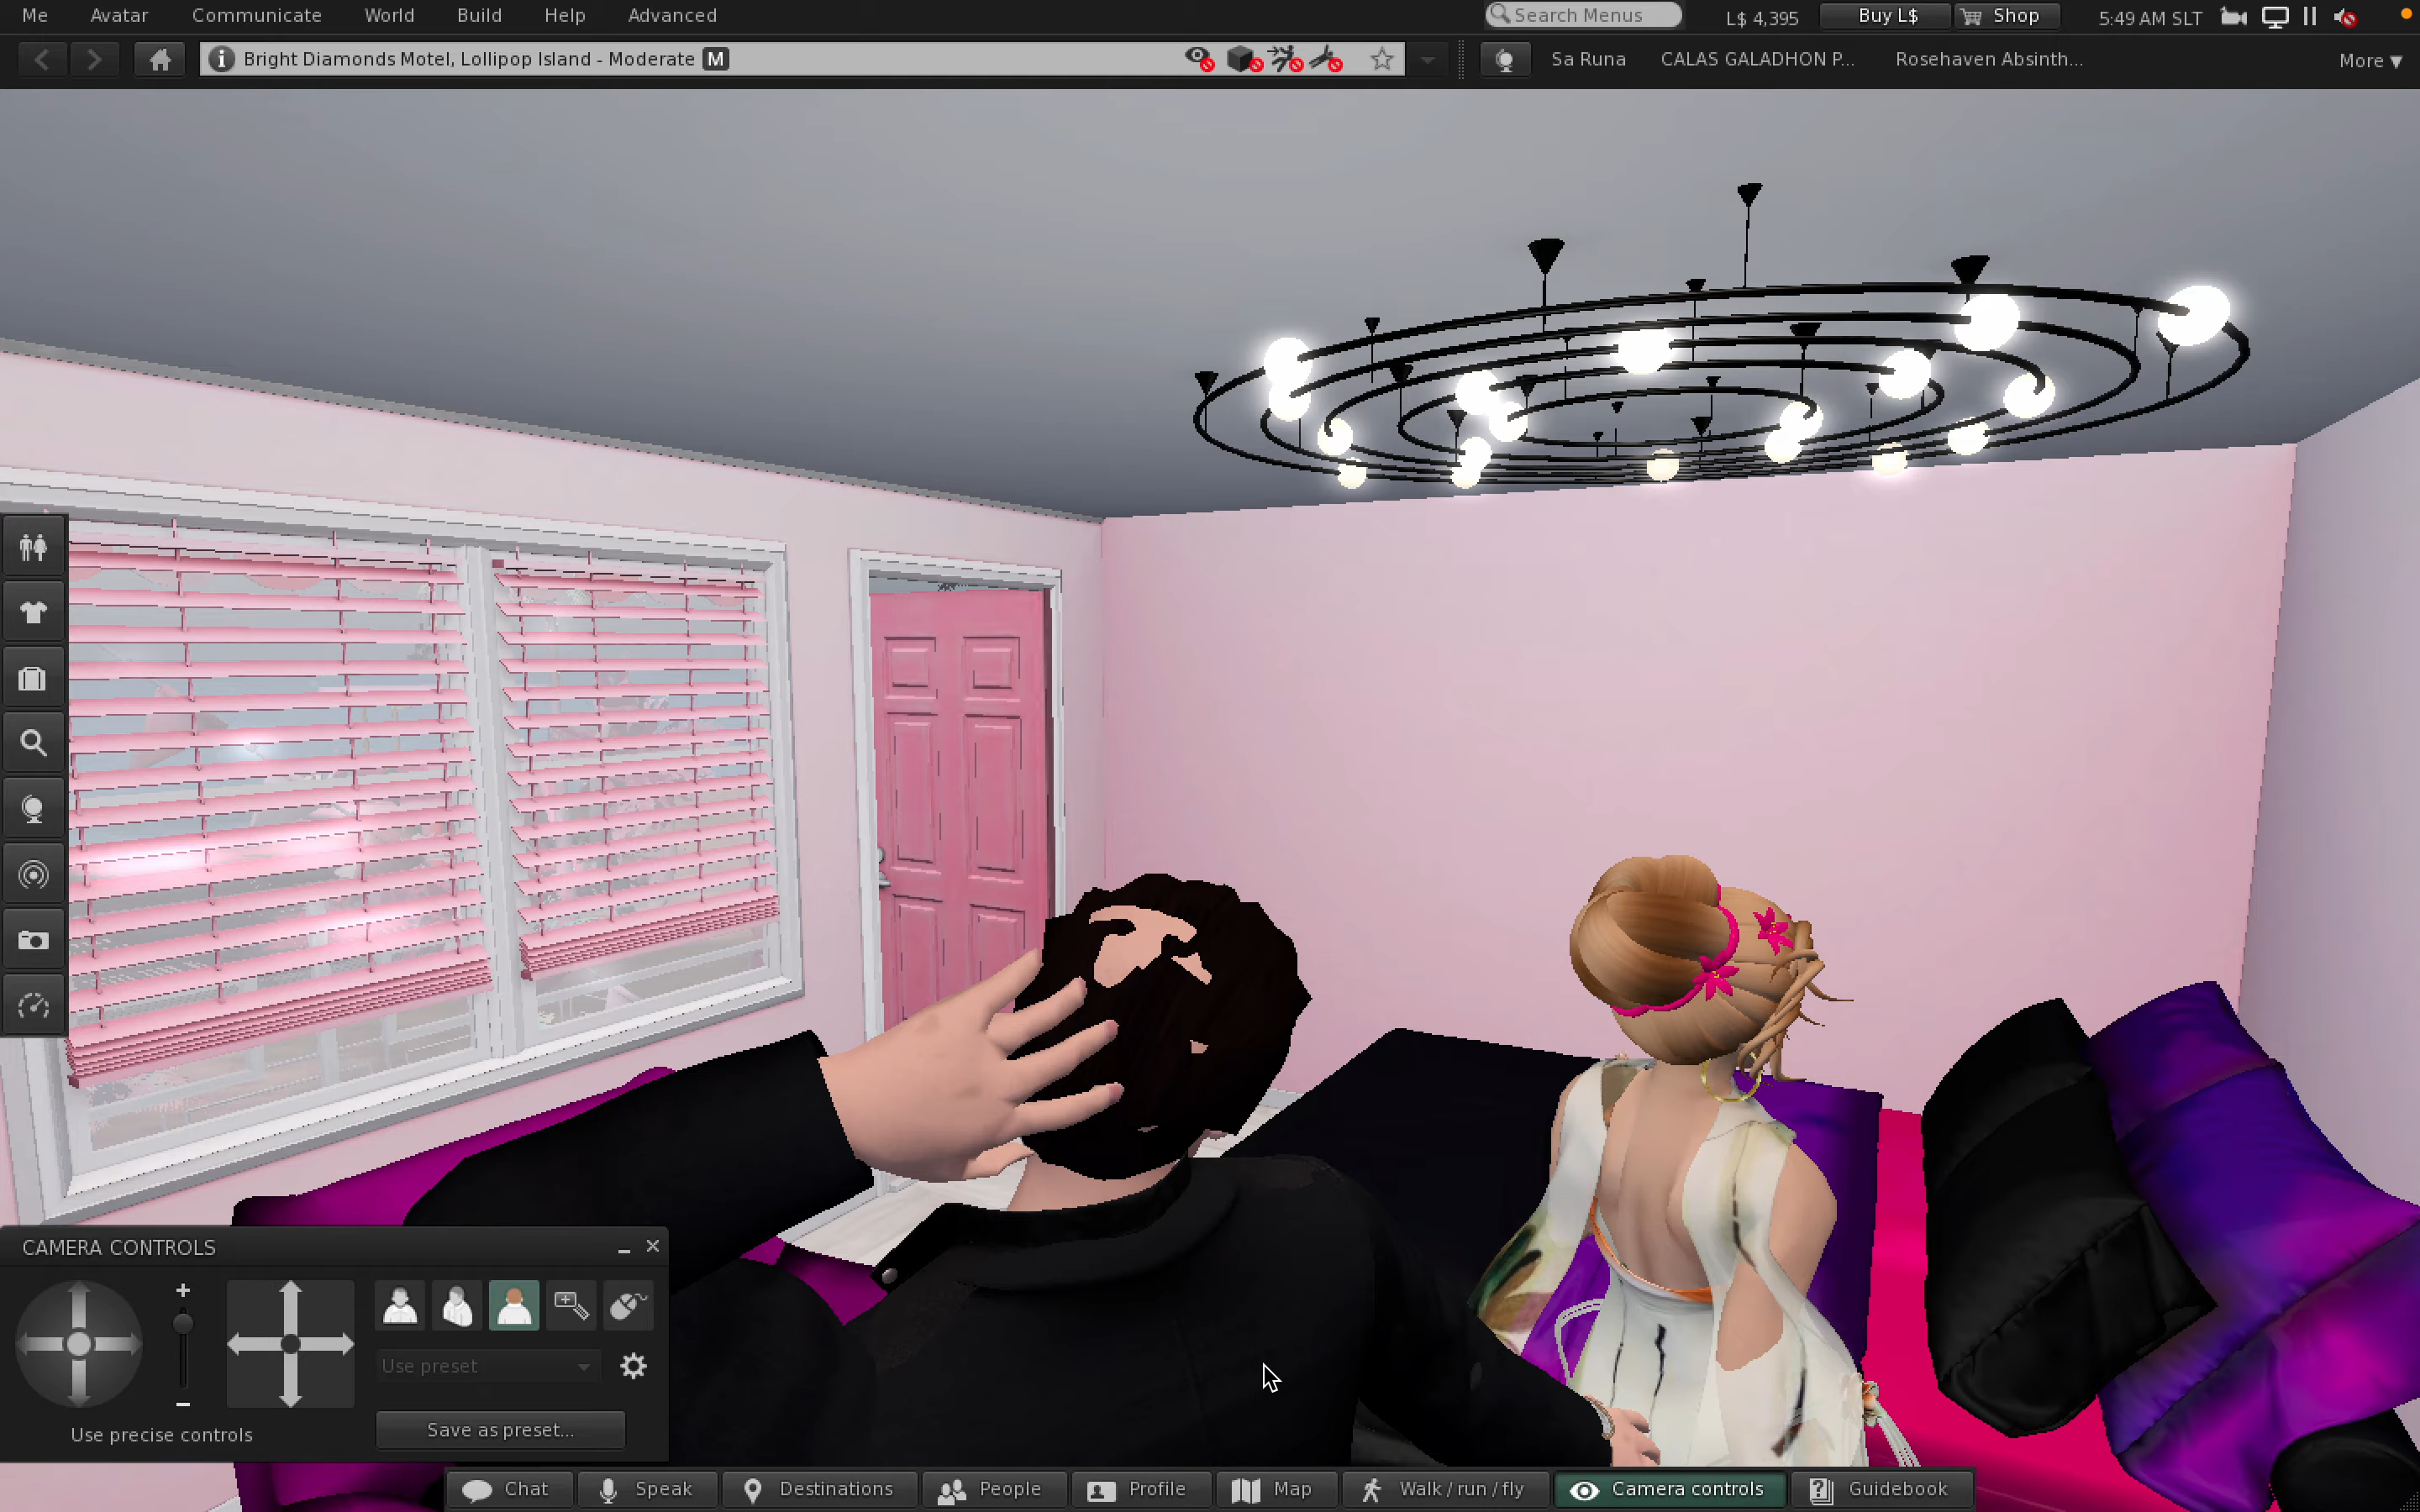 Me Avatar Communicate World Build Help Advanced
Search Menus
L$ 4,395 Buy L$ Shop 5:49 AM SLT
Bright Diamonds Motel, Lollipop Island - Moderate M
Sa Runa CALAS GALADHON P... Rosehaven Absinth... More ▼
CAMERA CONTROLS
Use preset
Use precise controls
Save as preset...
Chat Speak Destinations People Profile Map Walk / run / fly Camera controls Guidebook